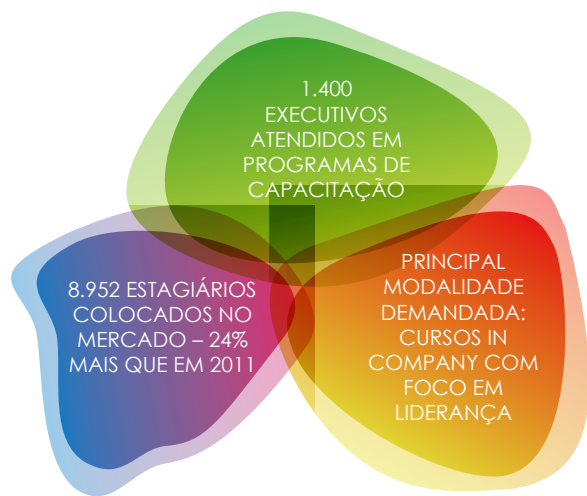 1.400
EXECUTIVOS
ATENDIDOS EM
PROGRAMAS DE
CAPACITAÇÃO
8.952 ESTAGIÁRIOS
COLOCADOS NO
MERCADO – 24%
MAIS QUE EM 2011
PRINCIPAL
MODALIDADE
DEMANDADA:
CURSOS IN
COMPANY COM
FOCO EM
LIDERANÇA